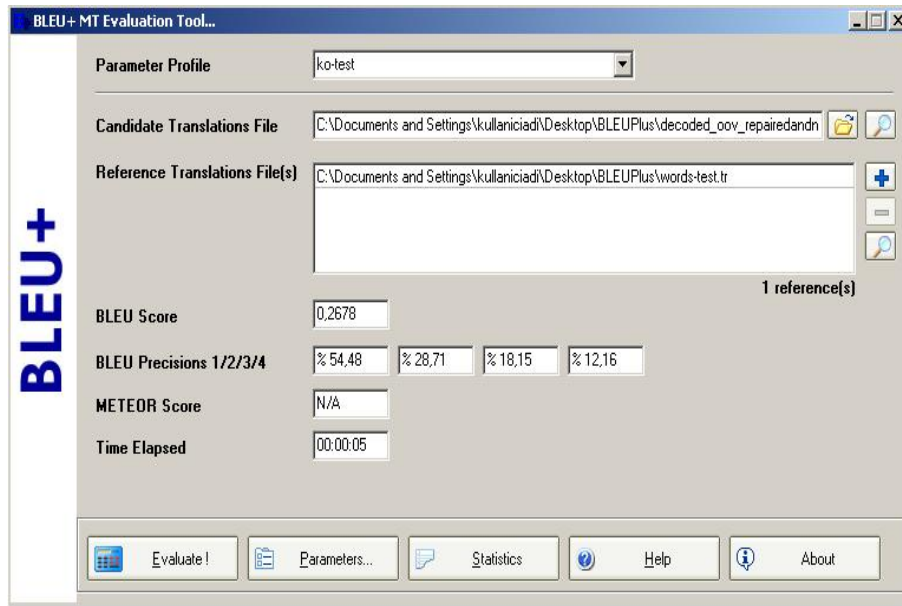 BLEU+ MT Evaluation Tool...
BLEU+
Parameter Profile ko-test
Candidate Translations File C:\Documents and Settings\kullaniciadi\Desktop\BLEUPlus\decoded_oov_repairedandn
Reference Translations File(s) C:\Documents and Settings\kullaniciadi\Desktop\BLEUPlus\words-test.tr
1 reference(s)
BLEU Score 0,2678
BLEU Precisions 1/2/3/4 % 54,48 % 28,71 % 18,15 % 12,16
METEOR Score N/A
Time Elapsed 00:00:05
Evaluate ! Parameters... Statistics Help About